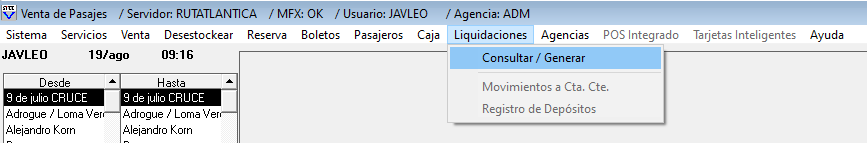 SITE Venta de Pasajes / Servidor: RUTATLANTICA / MFX: OK / Usuario: JAVLEO / Agencia: ADM
Sistema Servicios Venta Desestockear Reserva Boletos Pasajeros Caja Liquidaciones Agencias POS Integrado Tarjetas Inteligentes Ayuda
JAVLEO 19/ago 09:16
Consultar / Generar
Movimientos a Cta. Cte.
Registro de Depósitos
Desde Hasta
9 de julio CRUCE 9 de julio CRUCE
Adrogue / Loma Ver Adrogue / Loma Ver
Alejandro Korn Alejandro Korn